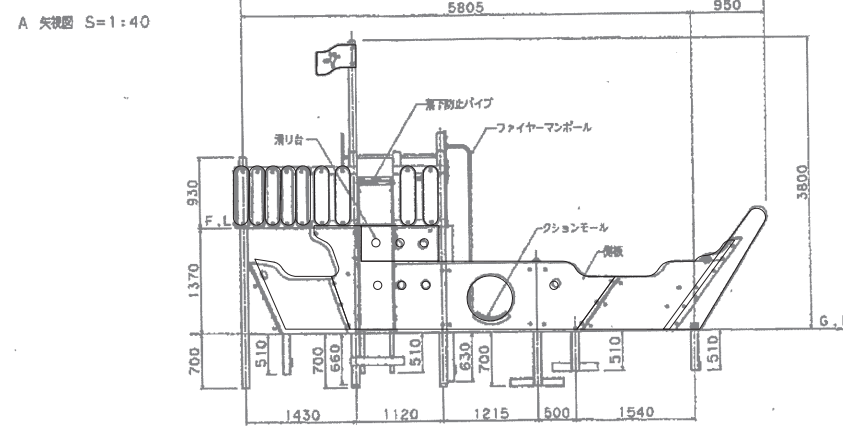 5805
950
A 矢視図 S=1:40
落下防止パイプ
ファイヤーマンポール
滑り台
930
3800
F.L
クションモール
側板
1370
G.
700
510
700
660
510
630
700
510
510
1430
1120
1215
500
1540